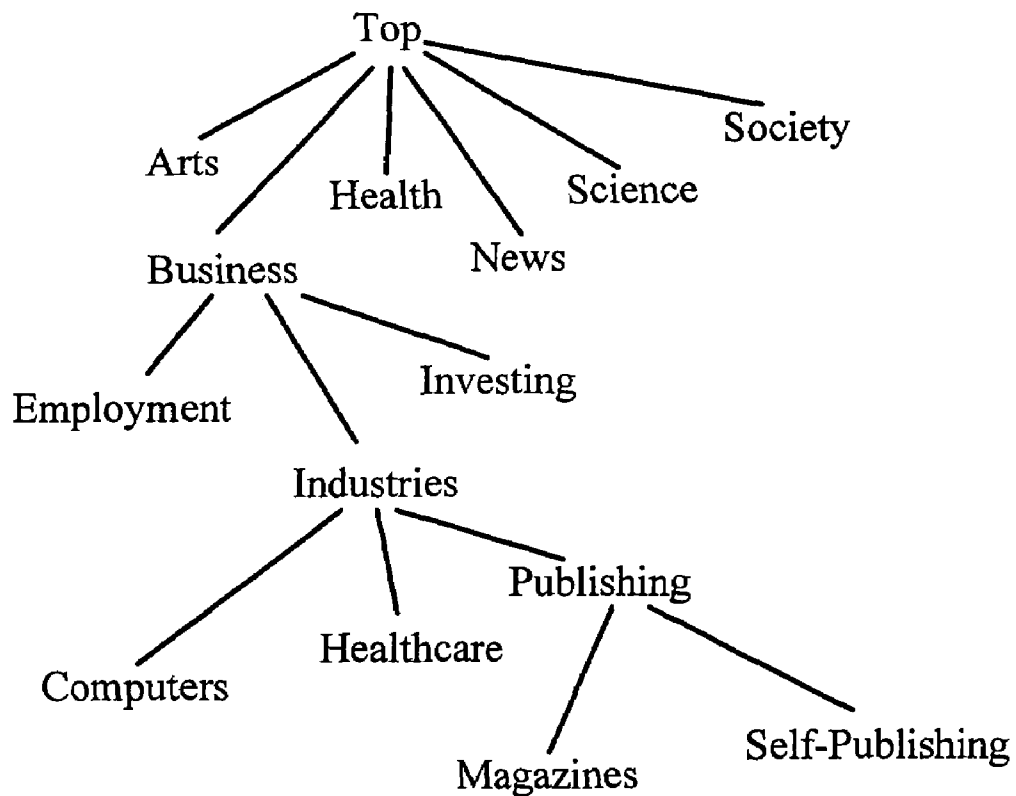 Top
Society
Arts
Health
Science
News
Business
Investing
Employment
Industries
Publishing
Healthcare
Computers
Self-Publishing
Magazines